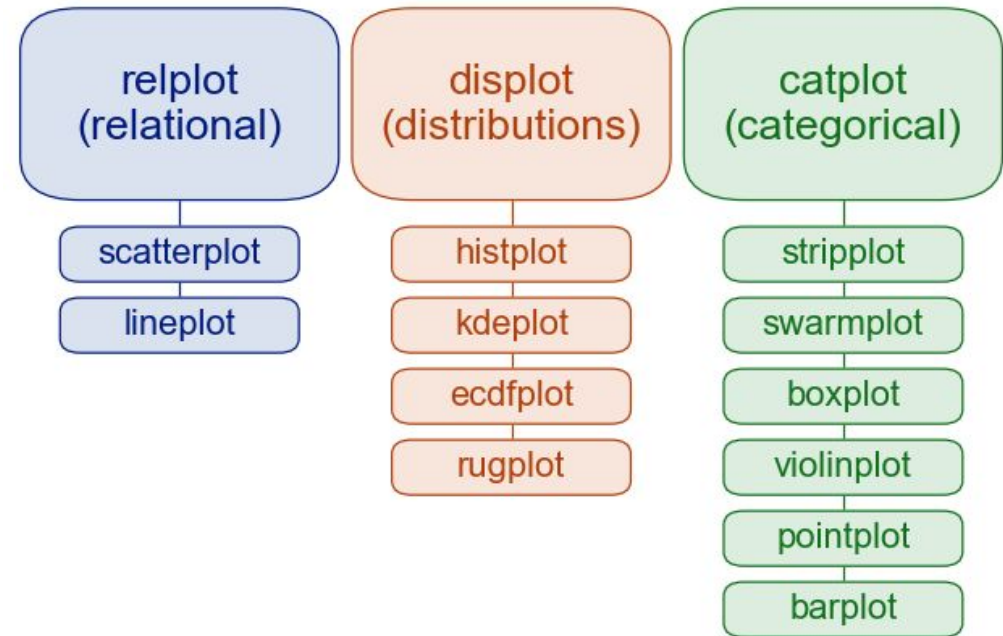 relplot
(relational)
scatterplot
lineplot
displot
(distributions)
histplot
kdeplot
ecdfplot
rugplot
catplot
(categorical)
stripplot
swarmplot
boxplot
violinplot
pointplot
barplot